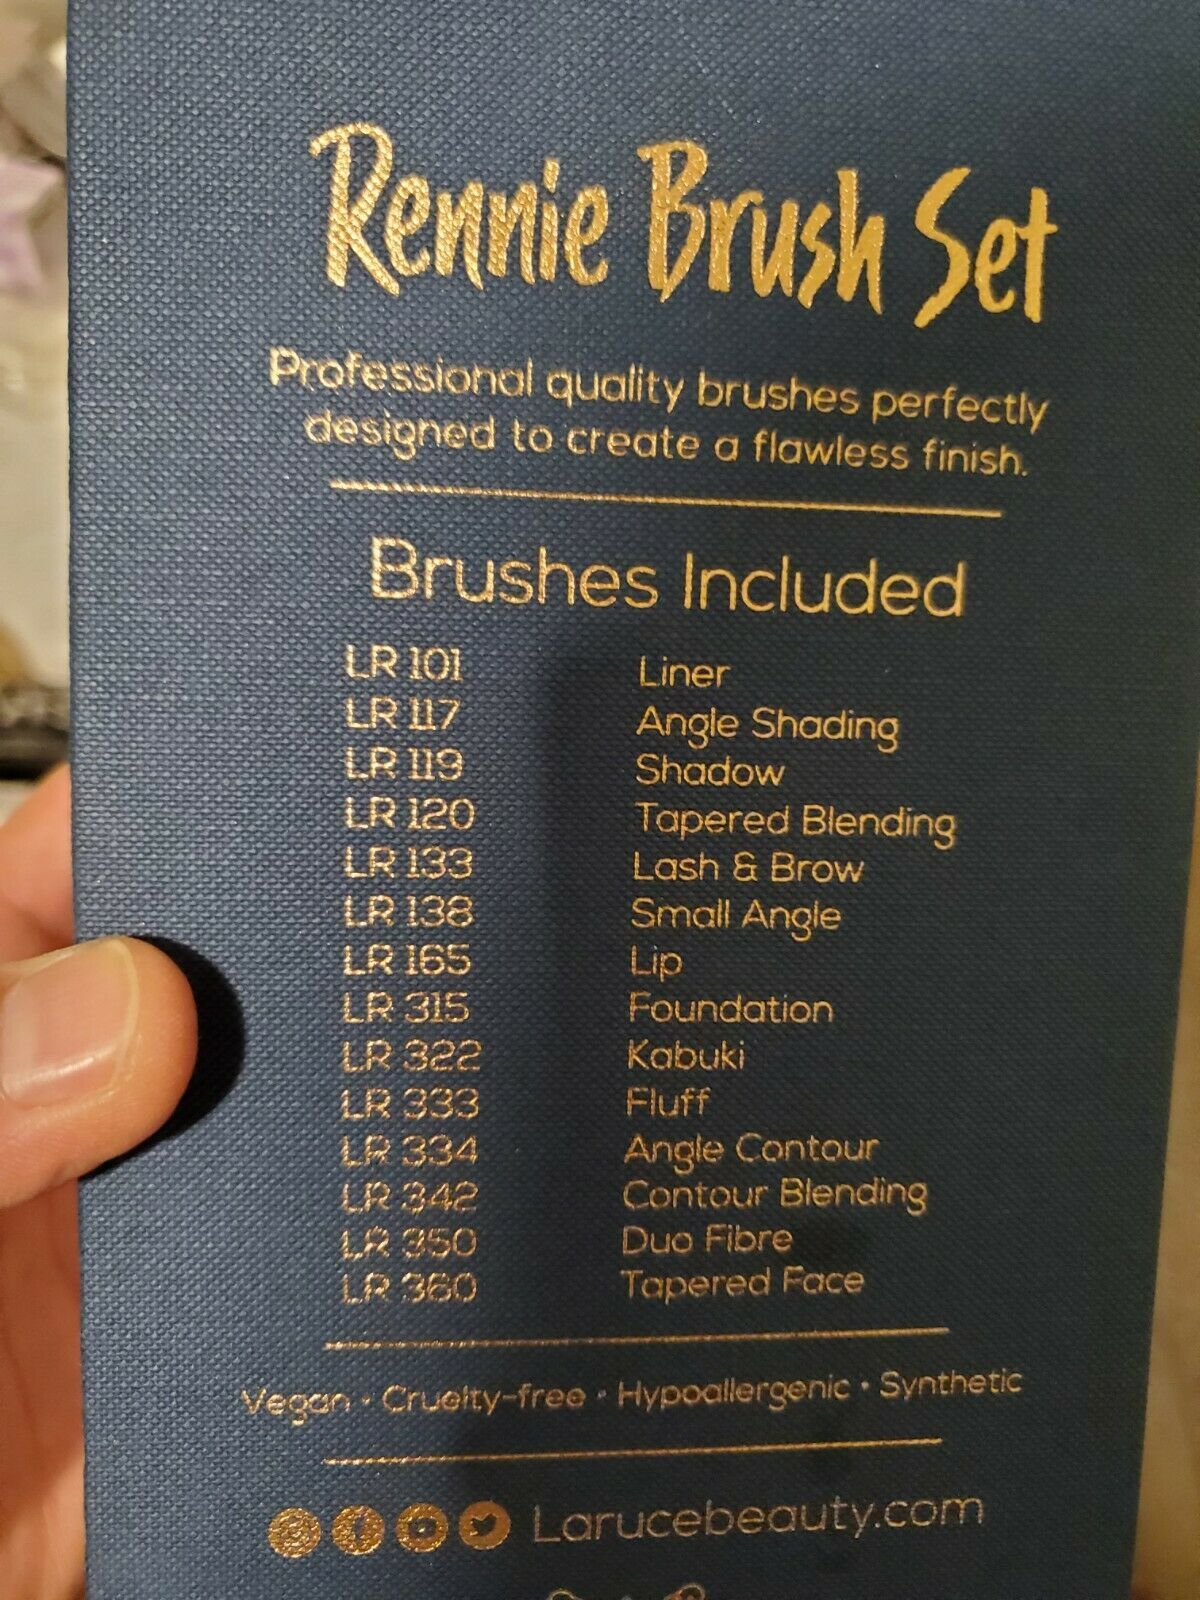 Rennie Brush Set
Professional quality brushes perfectly
designed to create a flawless finish.
Brushes Included
LR 101 Liner
LR 117 Angle Shading
LR 119 Shadow
LR 120 Tapered Blending
LR 133 Lash & Brow
LR 138 Small Angle
LR 165 Lip
LR 315 Foundation
LR 322 Kabuki
LR 333 Fluff
LR 334 Angle Contour
LR 342 Contour Blending
LR 350 Duo Fibre
LR 360 Tapered Face
Vegan • Cruelty-free • Hypoallergenic • Synthetic
Larucebeauty.com